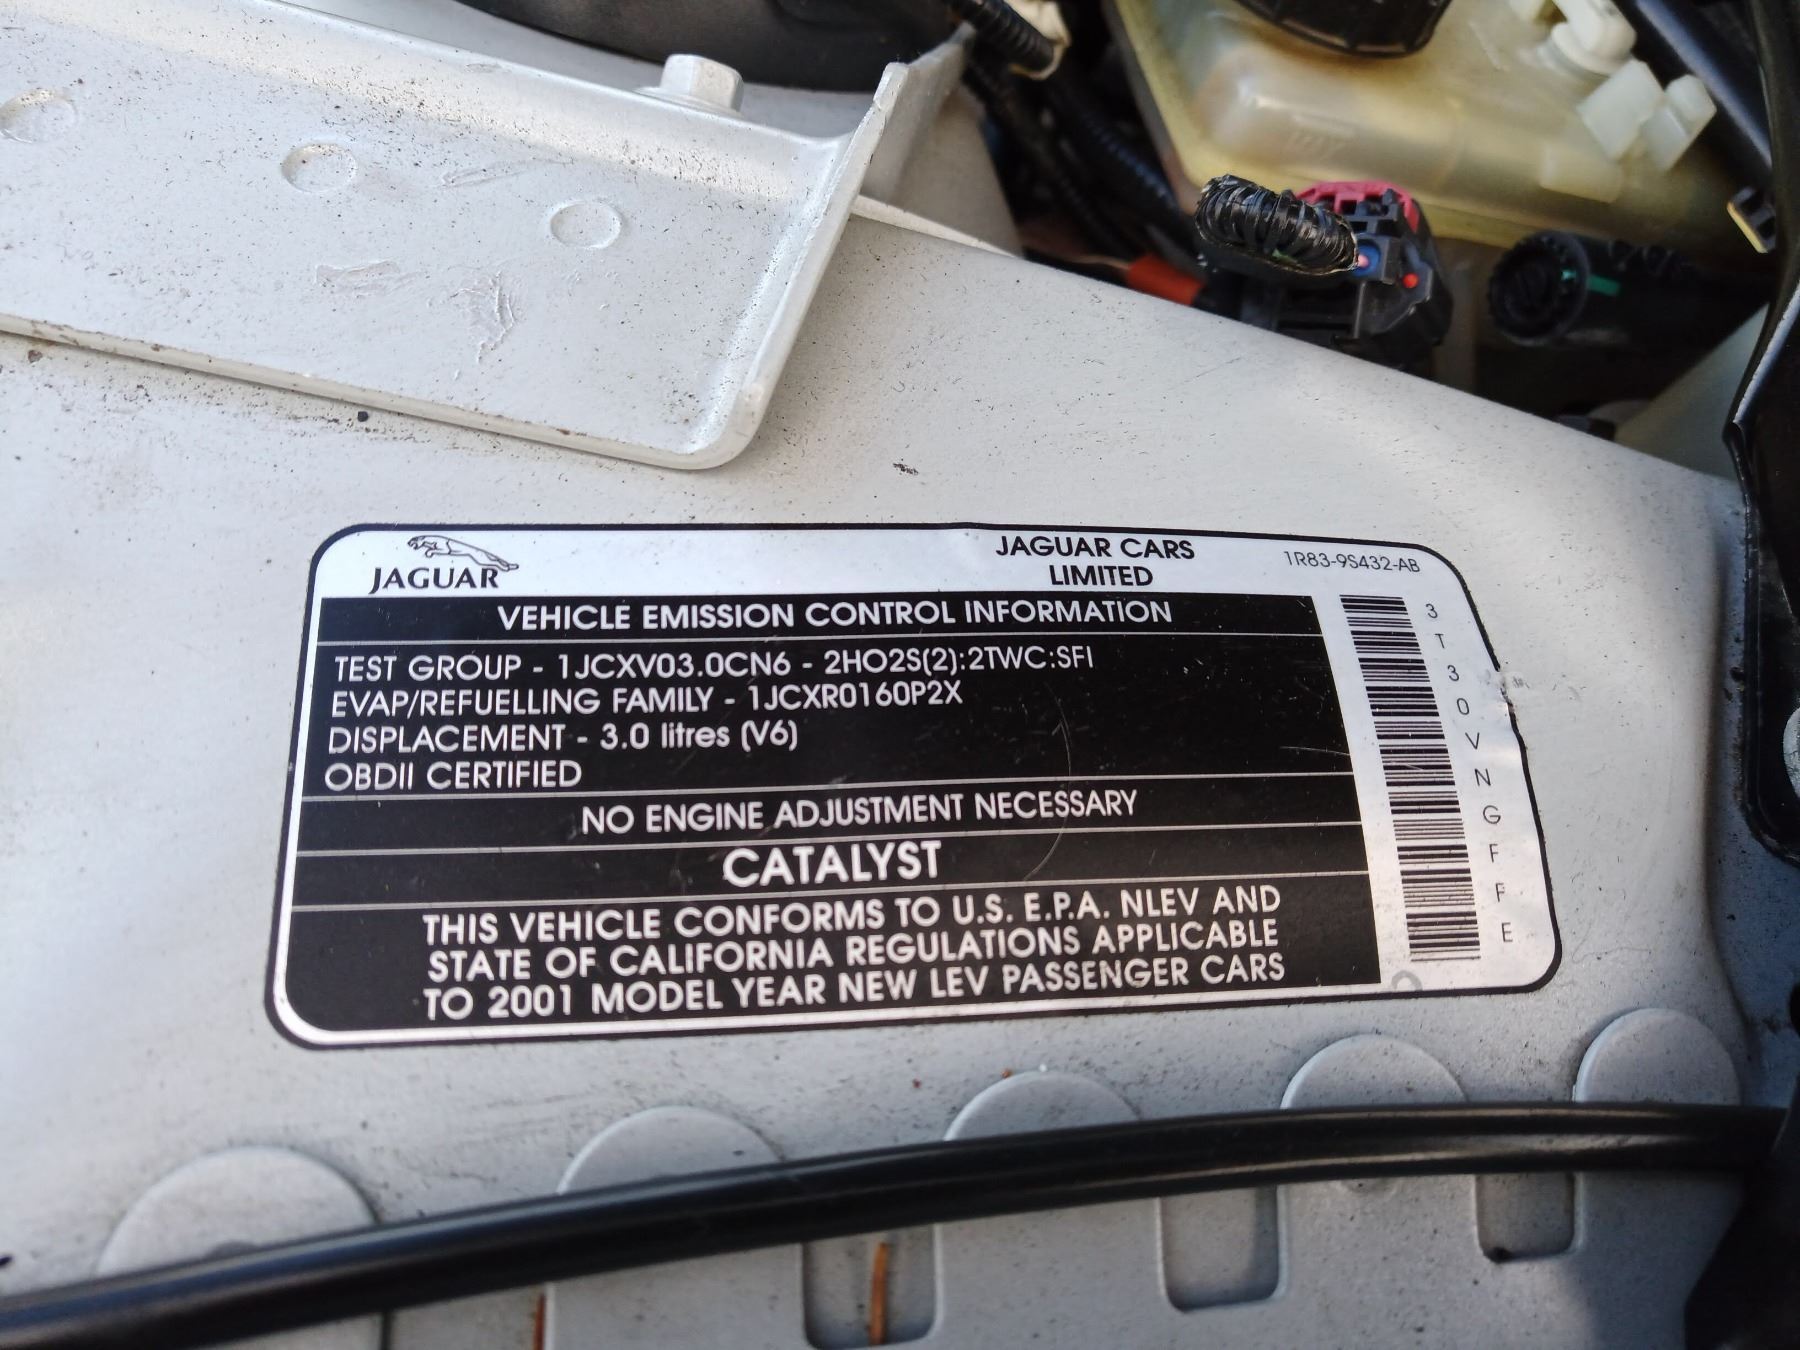 JAGUAR
JAGUAR CARS
LIMITED
1R83-9S432-AB
VEHICLE EMISSION CONTROL INFORMATION
TEST GROUP - 1JCXV03.0CN6 - 2HO2S(2):2TWC:SFI
EVAP/REFUELLING FAMILY - 1JCXR0160P2X
DISPLACEMENT - 3.0 litres (V6)
OBDII CERTIFIED
NO ENGINE ADJUSTMENT NECESSARY
CATALYST
THIS VEHICLE CONFORMS TO U.S. E.P.A. NLEV AND
STATE OF CALIFORNIA REGULATIONS APPLICABLE
TO 2001 MODEL YEAR NEW LEV PASSENGER CARS
3T30VNGFFE